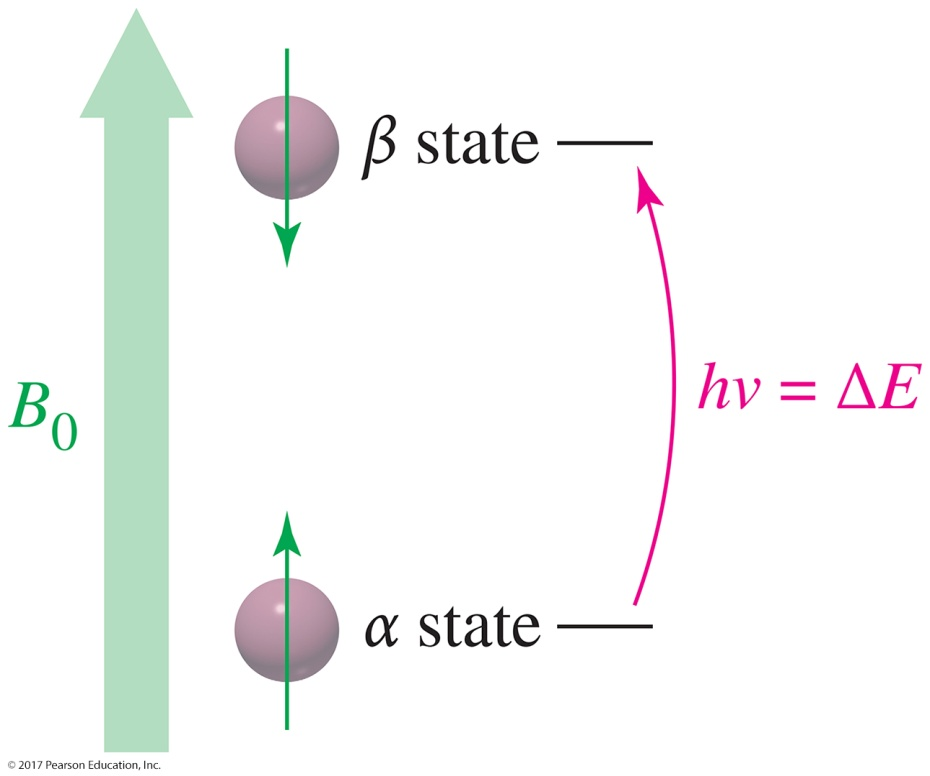 β state
B₀
hν = ΔE
α state
© 2017 Pearson Education, Inc.